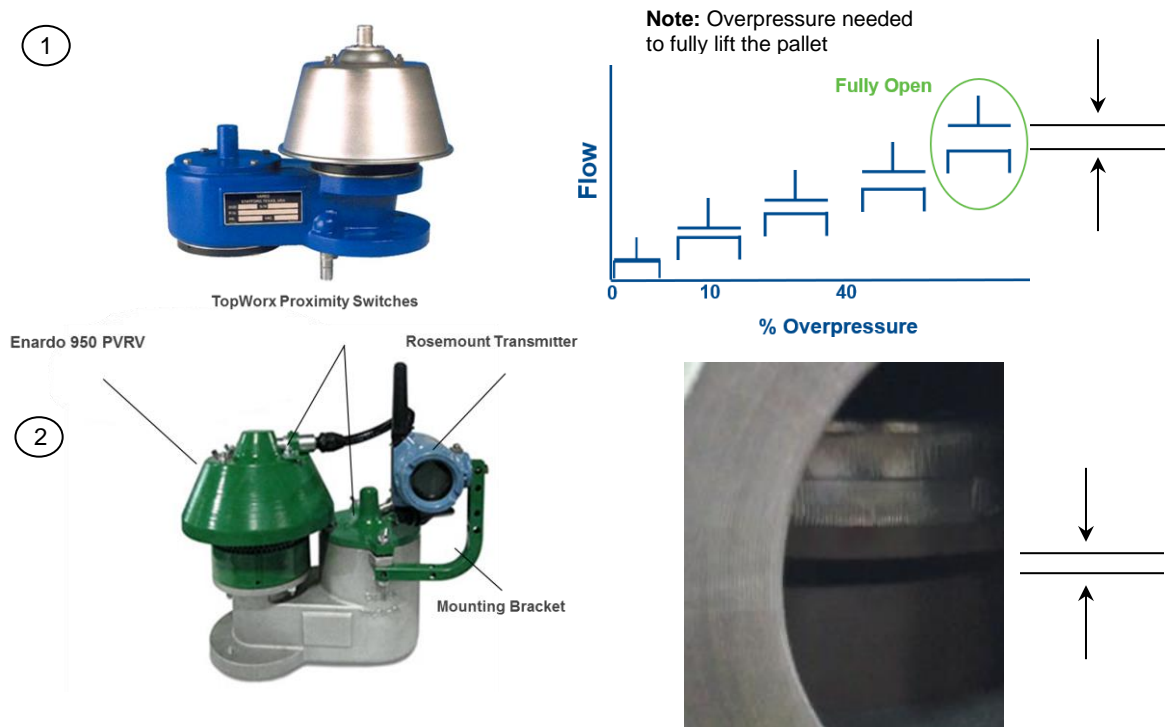 1
Note: Overpressure needed
to fully lift the pallet
Fully Open
Flow
0 10 40
% Overpressure
TopWorx Proximity Switches
Enardo 950 PVRV
Rosemount Transmitter
2
Mounting Bracket